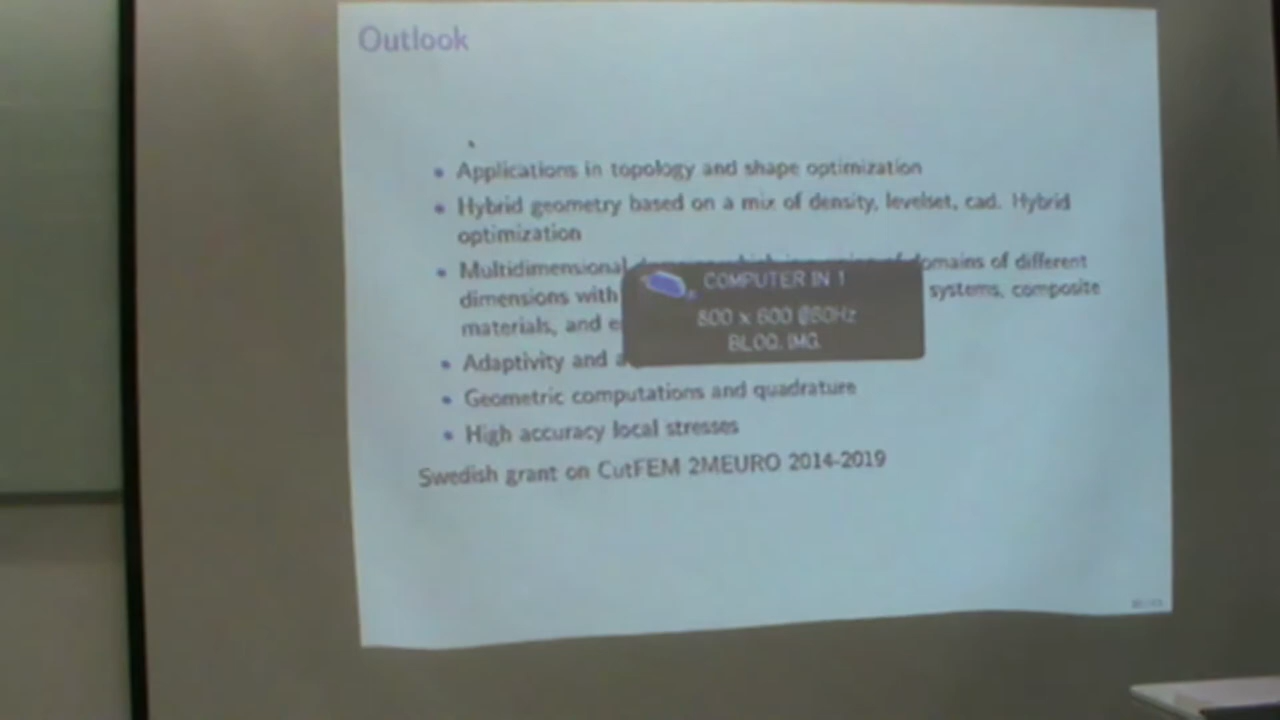 Outlook
Applications in topology and shape optimization
Hybrid geometry based on a mix of density, levelset, cad. Hybrid
optimization
Multidimensional domains of different
dimensions with systems, composite
materials, and
Adaptivity and
Geometric computations and quadrature
High accuracy local stresses
Swedish grant on CutFEM 2MEURO 2014-2019
COMPUTER IN 1
800 x 600 @60Hz
BLOQ. IMG.